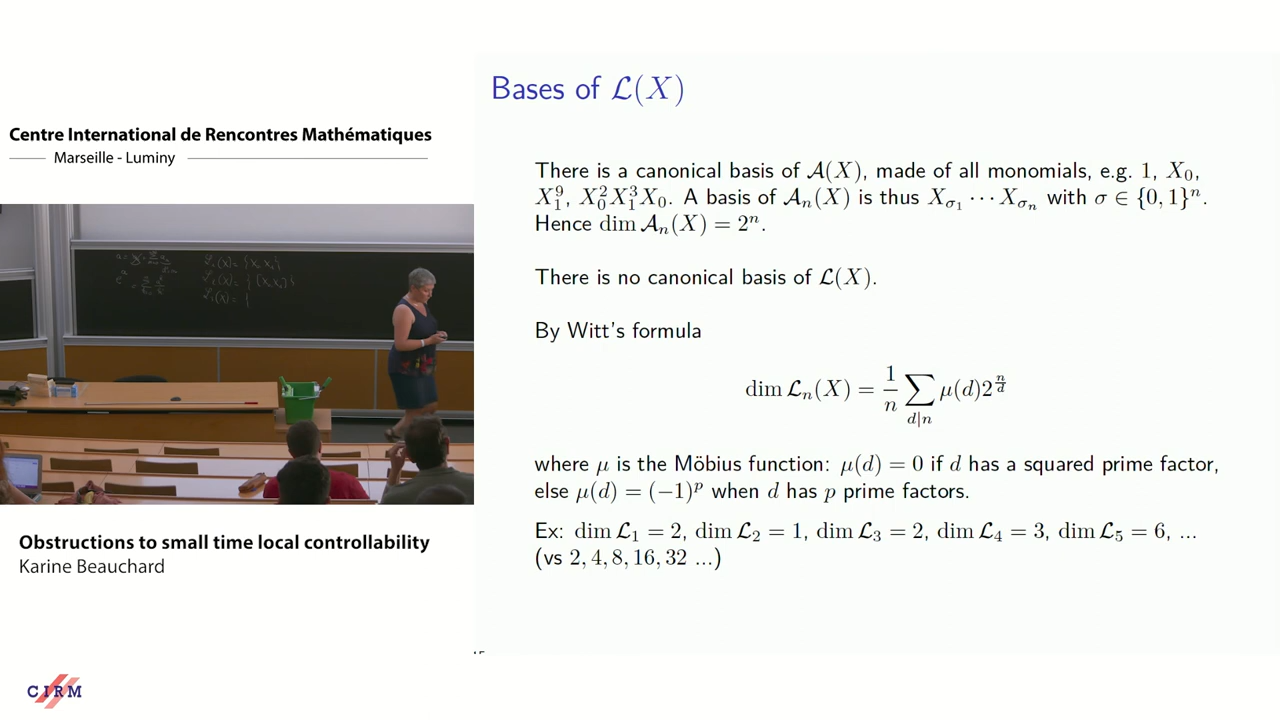 Centre International de Rencontres Mathématiques
Marseille - Luminy
Obstructions to small time local controllability
Karine Beauchard
CIRM
Bases of ℒ(X)
There is a canonical basis of 𝒜(X), made of all monomials, e.g. 1, X₀,
X₁⁹, X₀²X₁³X₀. A basis of 𝒜ₙ(X) is thus X_{σ₁} ⋯ X_{σₙ} with σ ∈ {0, 1}ⁿ.
Hence dim 𝒜ₙ(X) = 2ⁿ.
There is no canonical basis of ℒ(X).
By Witt's formula
dim ℒₙ(X) = 1/n ∑_{d|n} μ(d)2^{n/d}
where μ is the Möbius function: μ(d) = 0 if d has a squared prime factor,
else μ(d) = (−1)ᵖ when d has p prime factors.
Ex: dim ℒ₁ = 2, dim ℒ₂ = 1, dim ℒ₃ = 2, dim ℒ₄ = 3, dim ℒ₅ = 6, ...
(vs 2, 4, 8, 16, 32 ...)